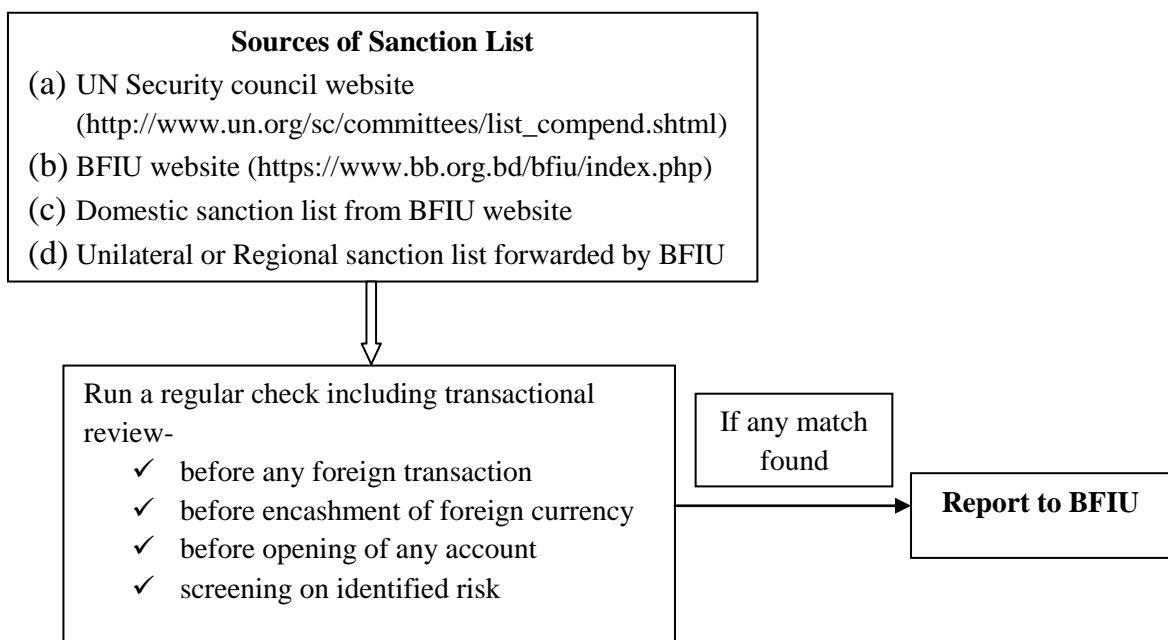 Sources of Sanction List
(a) UN Security council website
(http://www.un.org/sc/committees/list_compend.shtml)
(b) BFIU website (https://www.bb.org.bd/bfiu/index.php)
(c) Domestic sanction list from BFIU website
(d) Unilateral or Regional sanction list forwarded by BFIU
Run a regular check including transactional
review-
✓ before any foreign transaction
✓ before encashment of foreign currency
✓ before opening of any account
✓ screening on identified risk
If any match
found
Report to BFIU